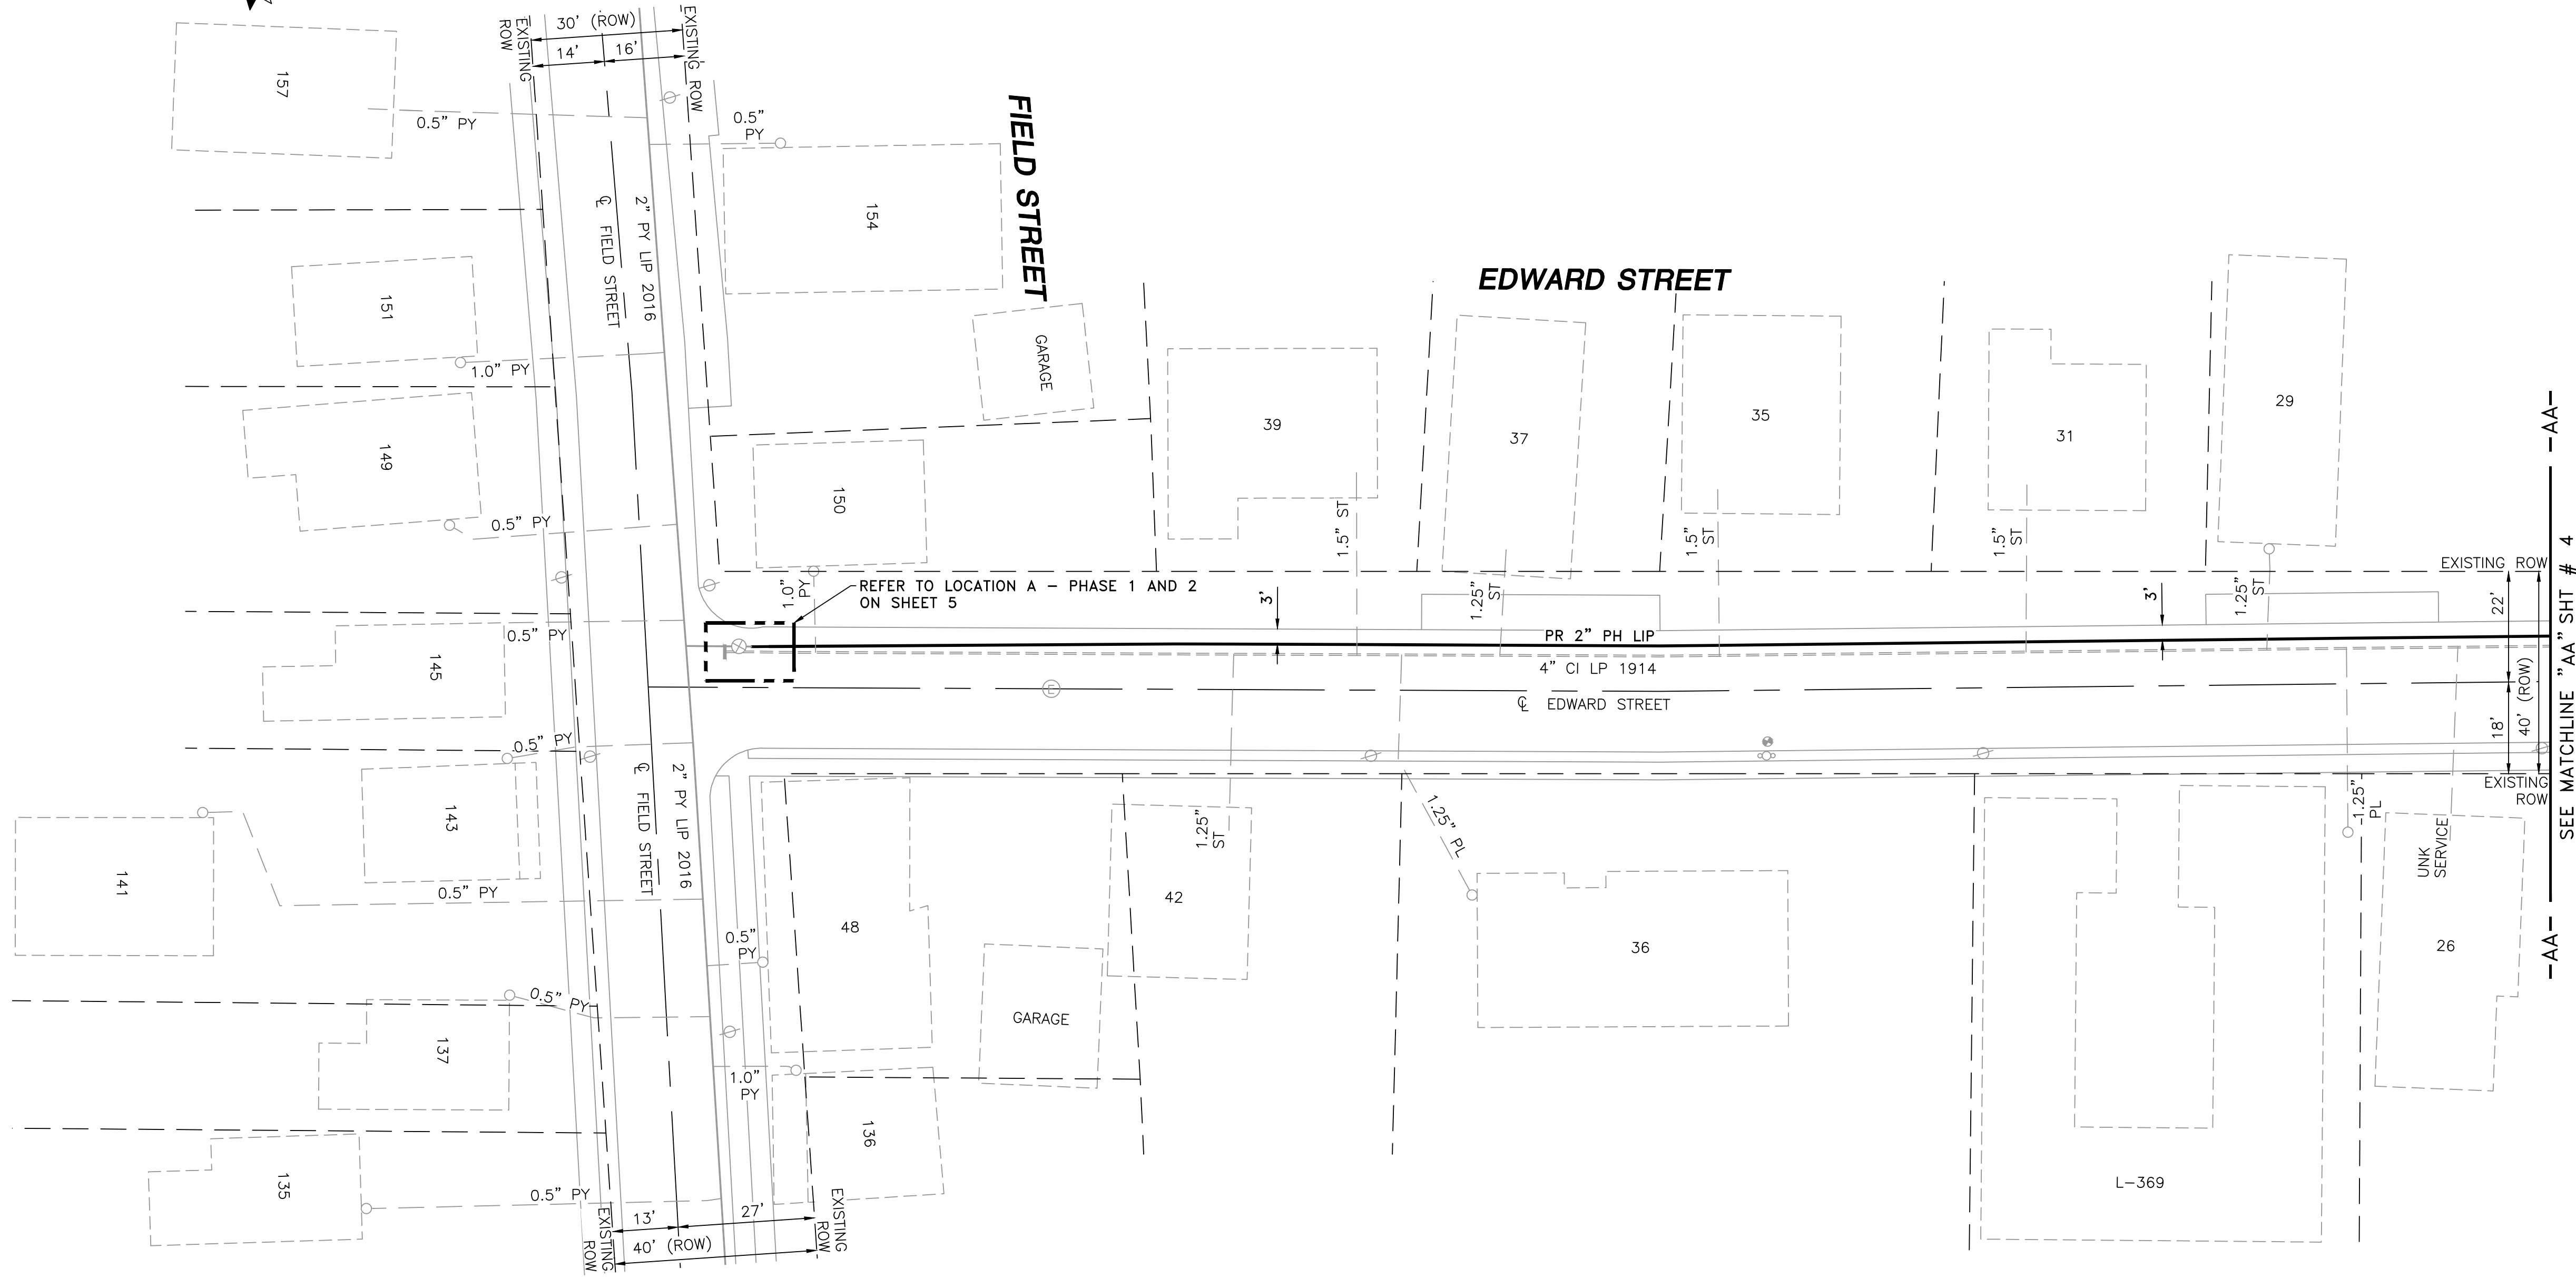 30' (ROW)
14'
16'
EXISTING
ROW
EXISTING ROW
157
0.5" PY
0.5"
PY
154
FIELD STREET
2" PY LIP 2016
℄ FIELD STREET
EDWARD STREET
151
1.0" PY
GARAGE
149
0.5" PY
150
1.0"
PY
39
37
35
31
29
1.5" ST
1.25"
ST
1.5"
ST
1.5"
ST
1.25"
ST
EXISTING ROW
REFER TO LOCATION A – PHASE 1 AND 2
ON SHEET 5
3'
3'
22'
PR 2" PH LIP
4" CI LP 1914
E
℄ EDWARD STREET
18'
40' (ROW)
EXISTING
ROW
AA
AA
SEE MATCHLINE "AA" SHT # 4
0.5" PY
145
0.5" PY
143
141
0.5" PY
℄ FIELD STREET
2" PY LIP 2016
0.5"
PY
48
42
1.25"
ST
1.25" PL
36
1.25"
PL
UNK
SERVICE
26
L-369
GARAGE
0.5" PY
137
1.0"
PY
136
135
0.5" PY
13'
27'
40' (ROW)
EXISTING
ROW
EXISTING
ROW